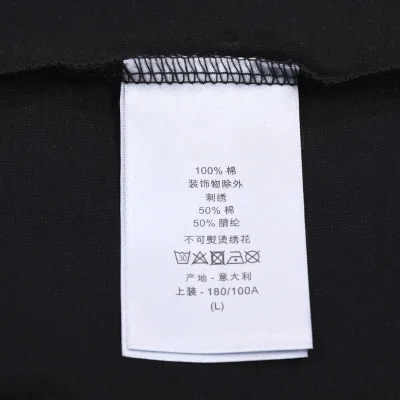 100% 棉
装饰物除外
刺绣
50% 棉
50% 腈纶
不可熨烫绣花
产地 - 意大利
上装 - 180/100A
(L)